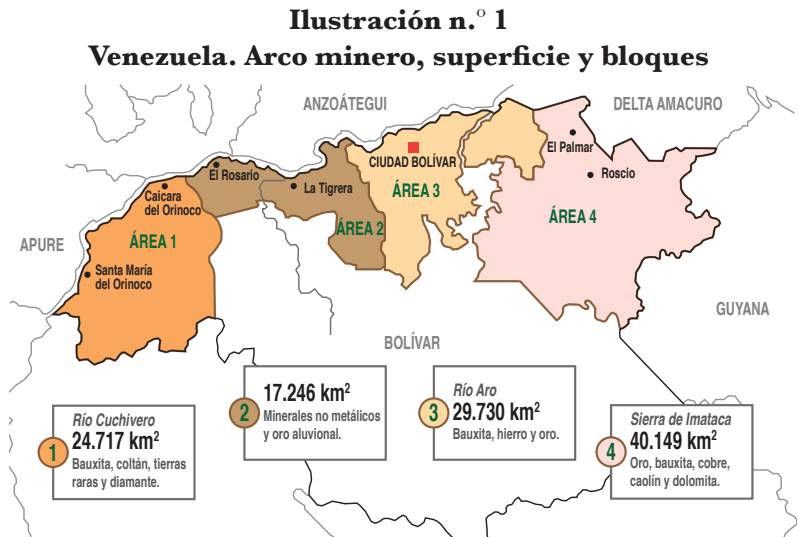 Ilustración n.º 1
Venezuela. Arco minero, superficie y bloques
ANZOÁTEGUI
DELTA AMACURO
El Palmar
CIUDAD BOLÍVAR
El Rosario
Roscio
La Tigrera
ÁREA 3
Caicara
del Orinoco
ÁREA 4
ÁREA 2
APURE
ÁREA 1
Santa María
del Orinoco
GUYANA
BOLÍVAR
1
Río Cuchivero
24.717 km²
Bauxita, coltán, tierras
raras y diamante.
2
17.246 km²
Minerales no metálicos
y oro aluvional.
3
Río Aro
29.730 km²
Bauxita, hierro y oro.
4
Sierra de Imataca
40.149 km²
Oro, bauxita, cobre,
caolín y dolomita.